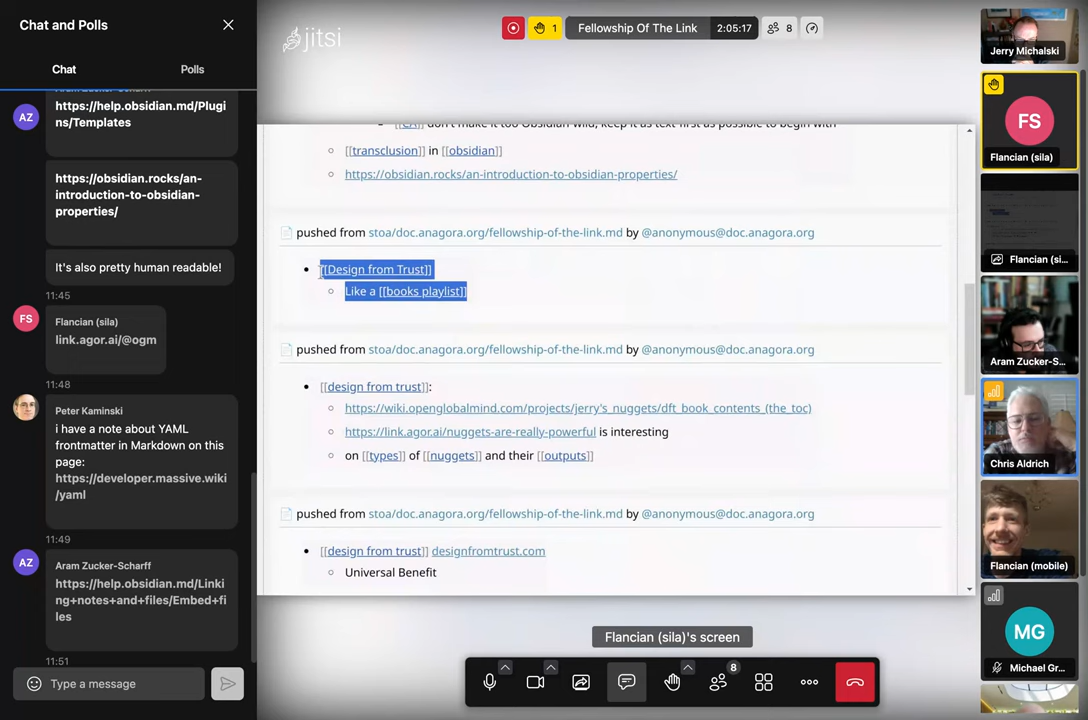 Chat and Polls
Chat
Polls
AZ
https://help.obsidian.md/Plugi
ns/Templates
https://obsidian.rocks/an-
introduction-to-obsidian-
properties/
It's also pretty human readable!
11:45
FS
Flancian (sila)
link.agor.ai/@ogm
11:48
Peter Kaminski
i have a note about YAML
frontmatter in Markdown on this
page:
https://developer.massive.wiki
/yaml
11:49
AZ
Aram Zucker-Scharff
https://help.obsidian.md/Linki
ng+notes+and+files/Embed+fi
les
11:51
Type a message
jitsi
1
Fellowship Of The Link
2:05:17
8
don't make it too Obsidian wild, keep it as text-first as possible to begin with
[[transclusion]] in [[obsidian]]
https://obsidian.rocks/an-introduction-to-obsidian-properties/
pushed from stoa/doc.anagora.org/fellowship-of-the-link.md by @anonymous@doc.anagora.org
[[Design from Trust]]
Like a [[books playlist]]
pushed from stoa/doc.anagora.org/fellowship-of-the-link.md by @anonymous@doc.anagora.org
[[design from trust]]:
https://wiki.openglobalmind.com/projects/jerry's_nuggets/dft_book_contents_(the_toc)
https://link.agor.ai/nuggets-are-really-powerful is interesting
on [[types]] of [[nuggets]] and their [[outputs]]
pushed from stoa/doc.anagora.org/fellowship-of-the-link.md by @anonymous@doc.anagora.org
[[design from trust]] designfromtrust.com
Universal Benefit
Flancian (sila)'s screen
8
Jerry Michalski
FS
Flancian (sila)
Flancian (si...
Aram Zucker-S...
Chris Aldrich
Flancian (mobile)
MG
Michael Gr...